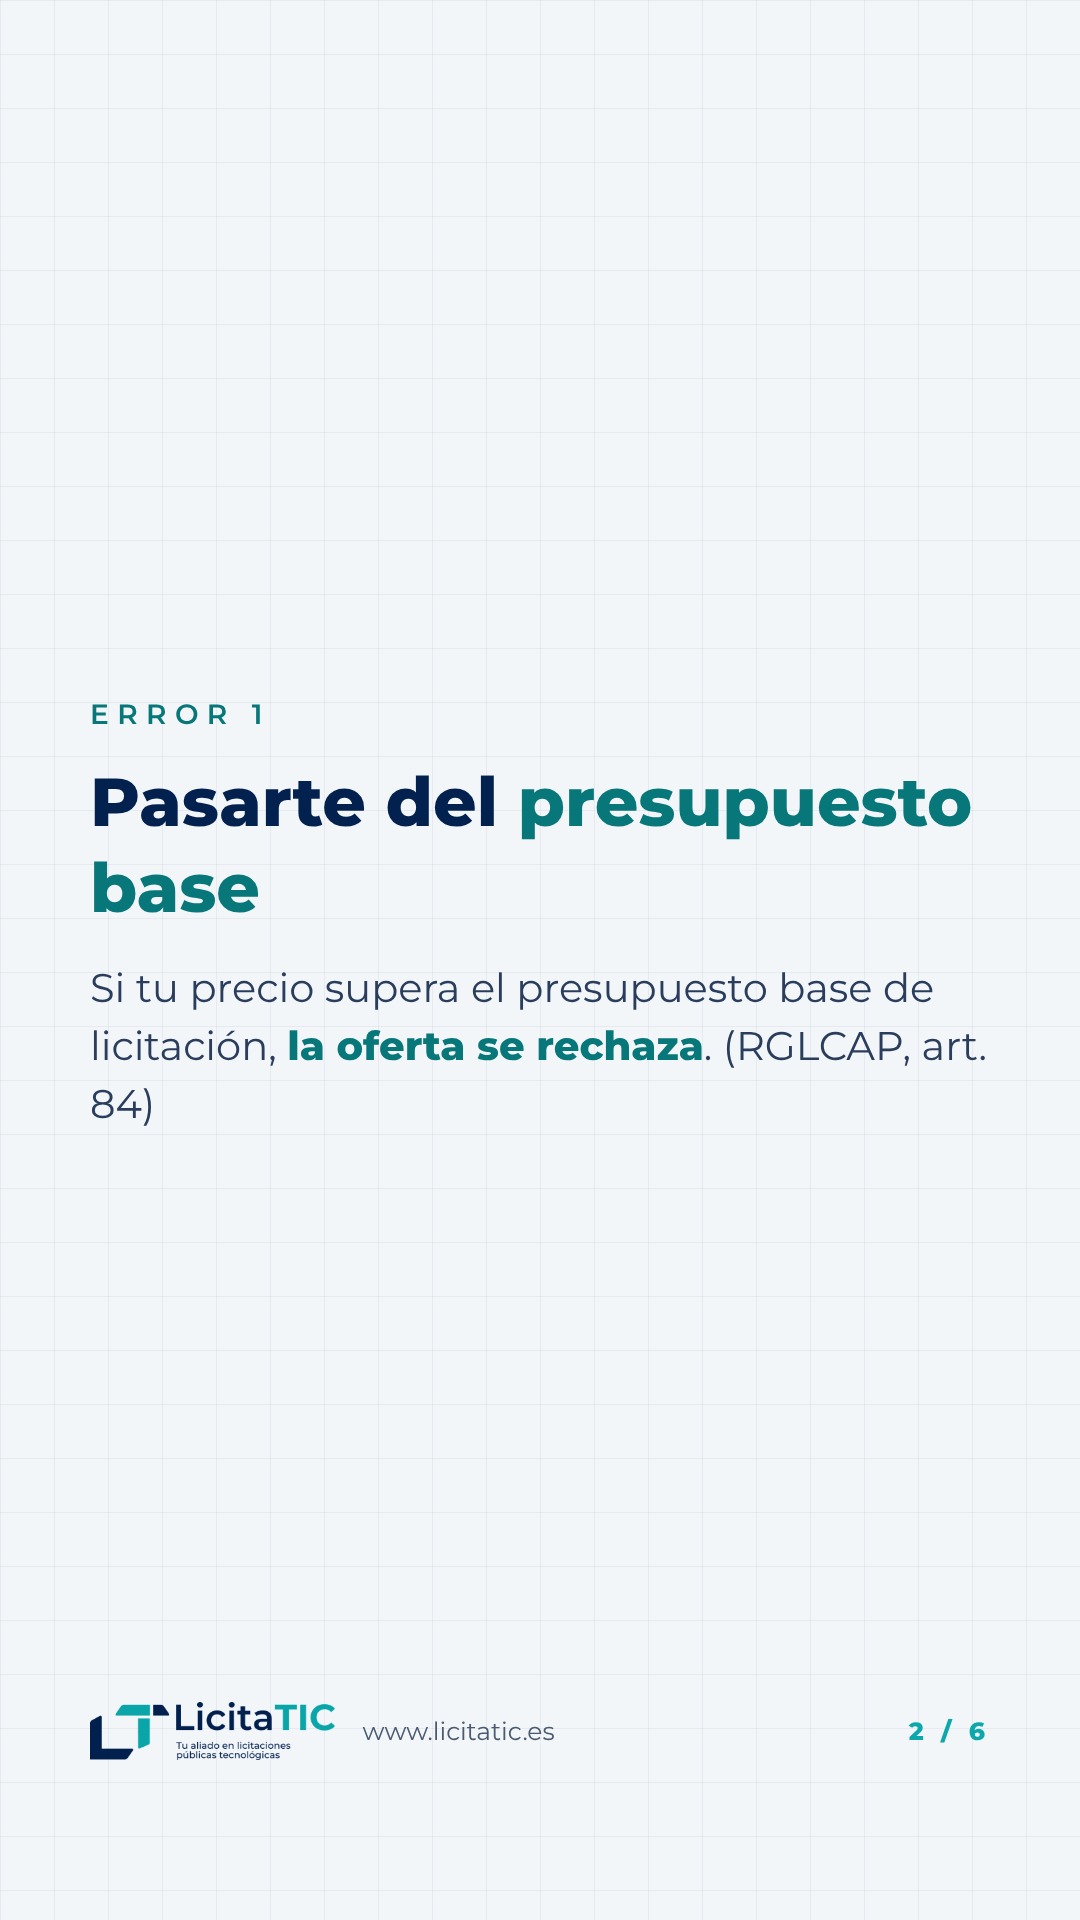 ERROR 1
Pasarte del presupuesto
base
Si tu precio supera el presupuesto base de
licitación, la oferta se rechaza. (RGLCAP, art.
84)
LicitaTIC
Tu aliado en licitaciones
públicas tecnológicas
www.licitatic.es
2 / 6